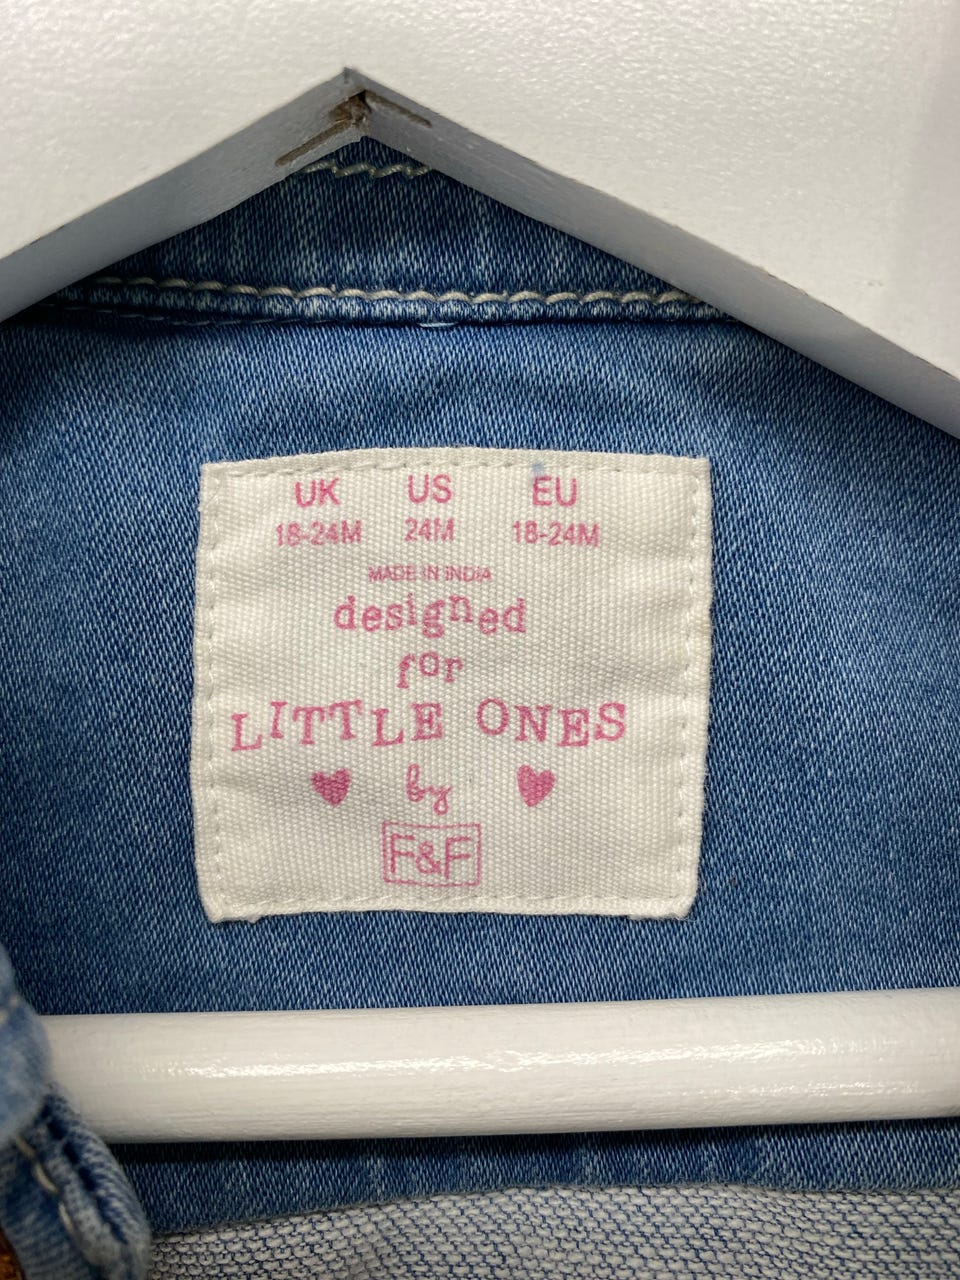 UK US EU
18-24M 24M 18-24M
MADE IN INDIA
designed
for
LITTLE ONES
by
F&F